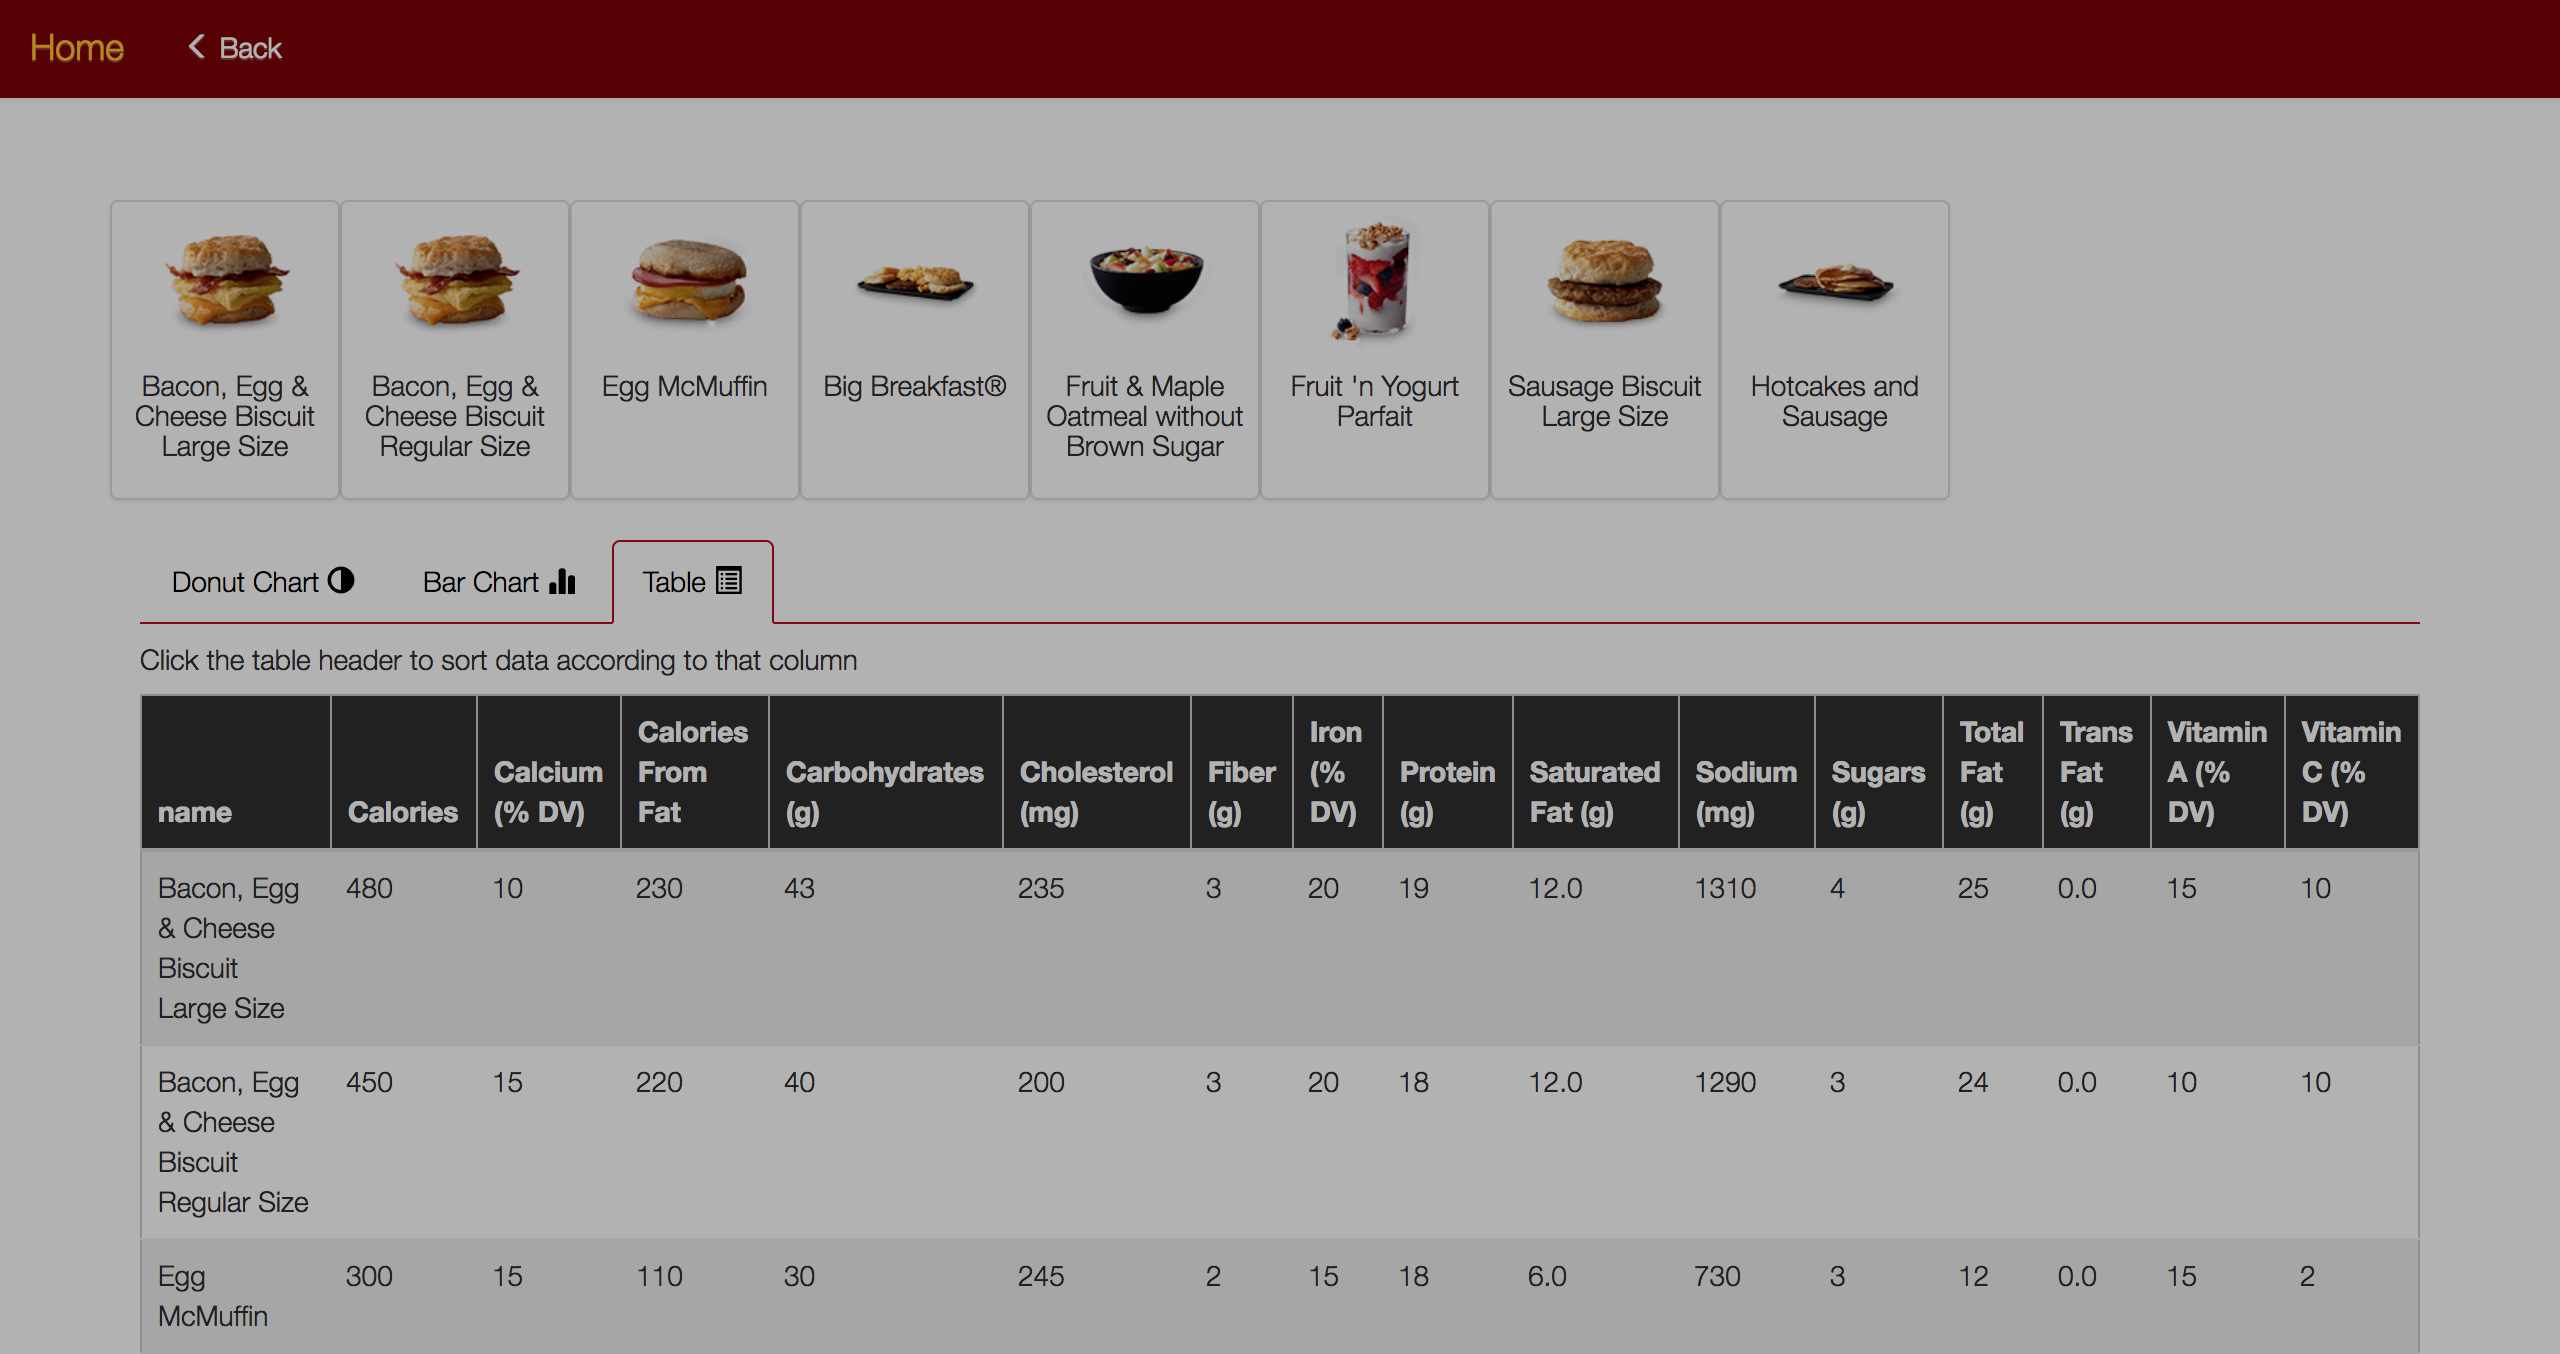 Home Back
Bacon, Egg &
Cheese Biscuit
Large Size
Bacon, Egg &
Cheese Biscuit
Regular Size
Egg McMuffin
Big Breakfast®
Fruit & Maple
Oatmeal without
Brown Sugar
Fruit 'n Yogurt
Parfait
Sausage Biscuit
Large Size
Hotcakes and
Sausage
Donut Chart Bar Chart Table
Click the table header to sort data according to that column
name
Calories
Calcium
(% DV)
Calories
From
Fat
Carbohydrates
(g)
Cholesterol
(mg)
Fiber
(g)
Iron
(%
DV)
Protein
(g)
Saturated
Fat (g)
Sodium
(mg)
Sugars
(g)
Total
Fat
(g)
Trans
Fat
(g)
Vitamin
A (%
DV)
Vitamin
C (%
DV)
Bacon, Egg 480 10 230 43 235 3 20 19 12.0 1310 4 25 0.0 15 10
& Cheese
Biscuit
Large Size
Bacon, Egg 450 15 220 40 200 3 20 18 12.0 1290 3 24 0.0 10 10
& Cheese
Biscuit
Regular Size
Egg 300 15 110 30 245 2 15 18 6.0 730 3 12 0.0 15 2
McMuffin